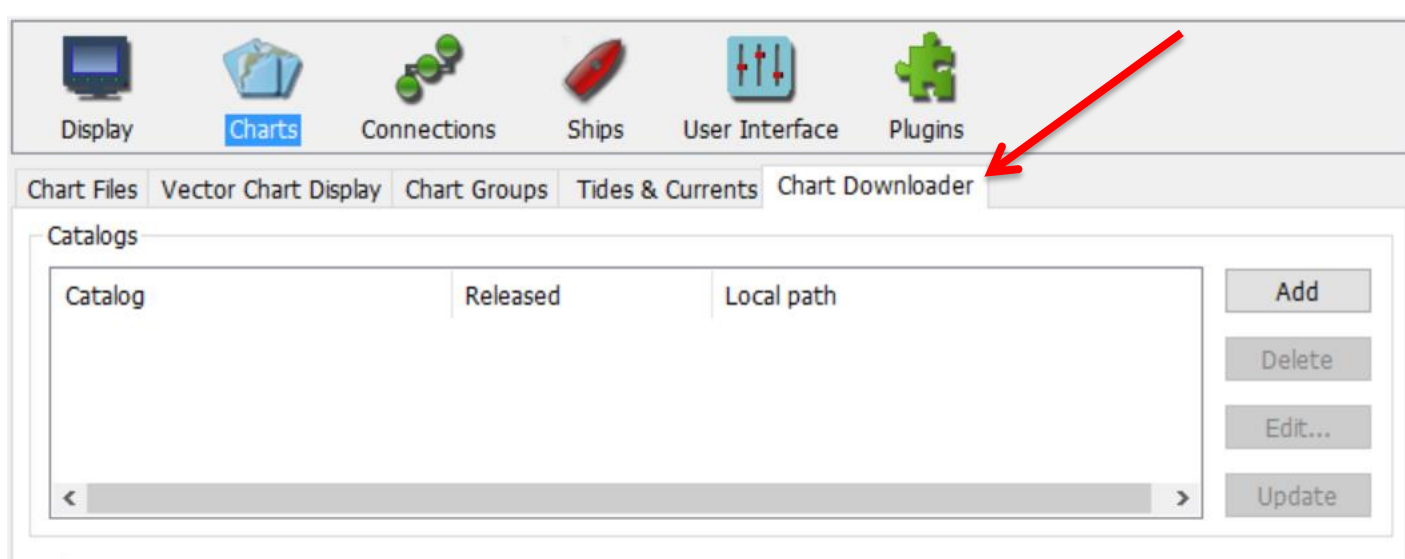 Display Charts Connections Ships User Interface Plugins
Chart Files Vector Chart Display Chart Groups Tides & Currents Chart Downloader
Catalogs
Catalog Released Local path
Add
Delete
Edit...
Update